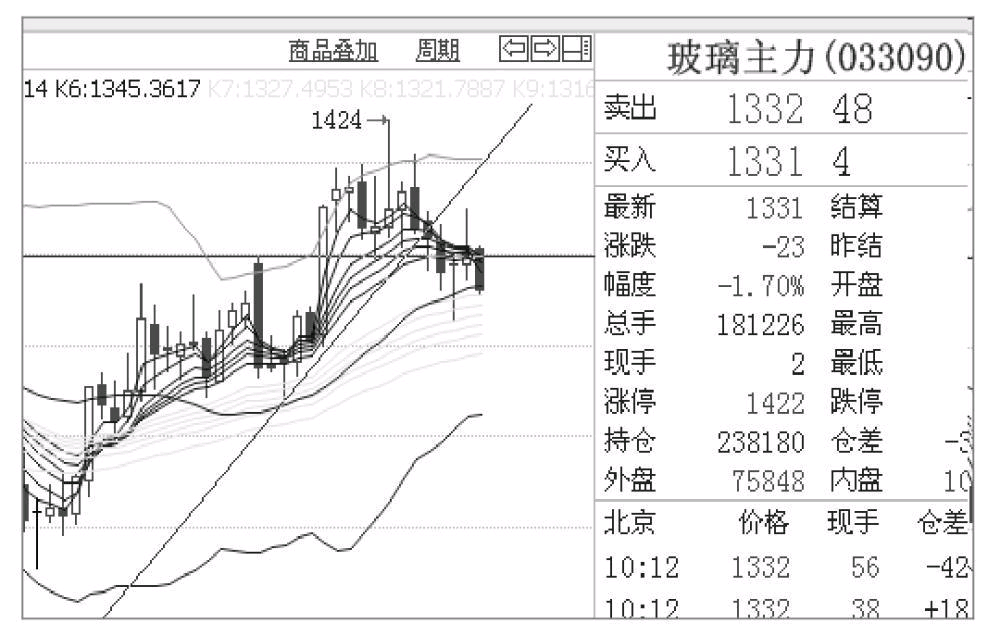 商品叠加 周期
14 K6:1345.3617 K7:1327.4953 K8:1321.7887 K9:1316
1424
玻璃主力(033090)
卖出 1332 48
买入 1331 4
最新 1331 结算
涨跌 -23 昨结
幅度 -1.70% 开盘
总手 181226 最高
现手 2 最低
涨停 1422 跌停
持仓 238180 仓差 -3
外盘 75848 内盘 10
北京 价格 现手 仓差
10:12 1332 56 -42
10:12 1332 38 +18